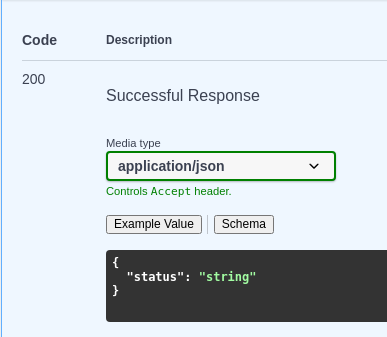 Code Description
200
Successful Response
Media type
application/json
Controls Accept header.
Example Value Schema
{
  "status": "string"
}